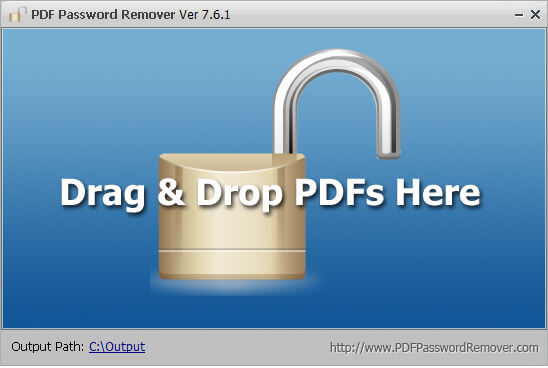 PDF Password Remover Ver 7.6.1
Drag & Drop PDFs Here
Output Path: C:\Output
http://www.PDFPasswordRemover.com